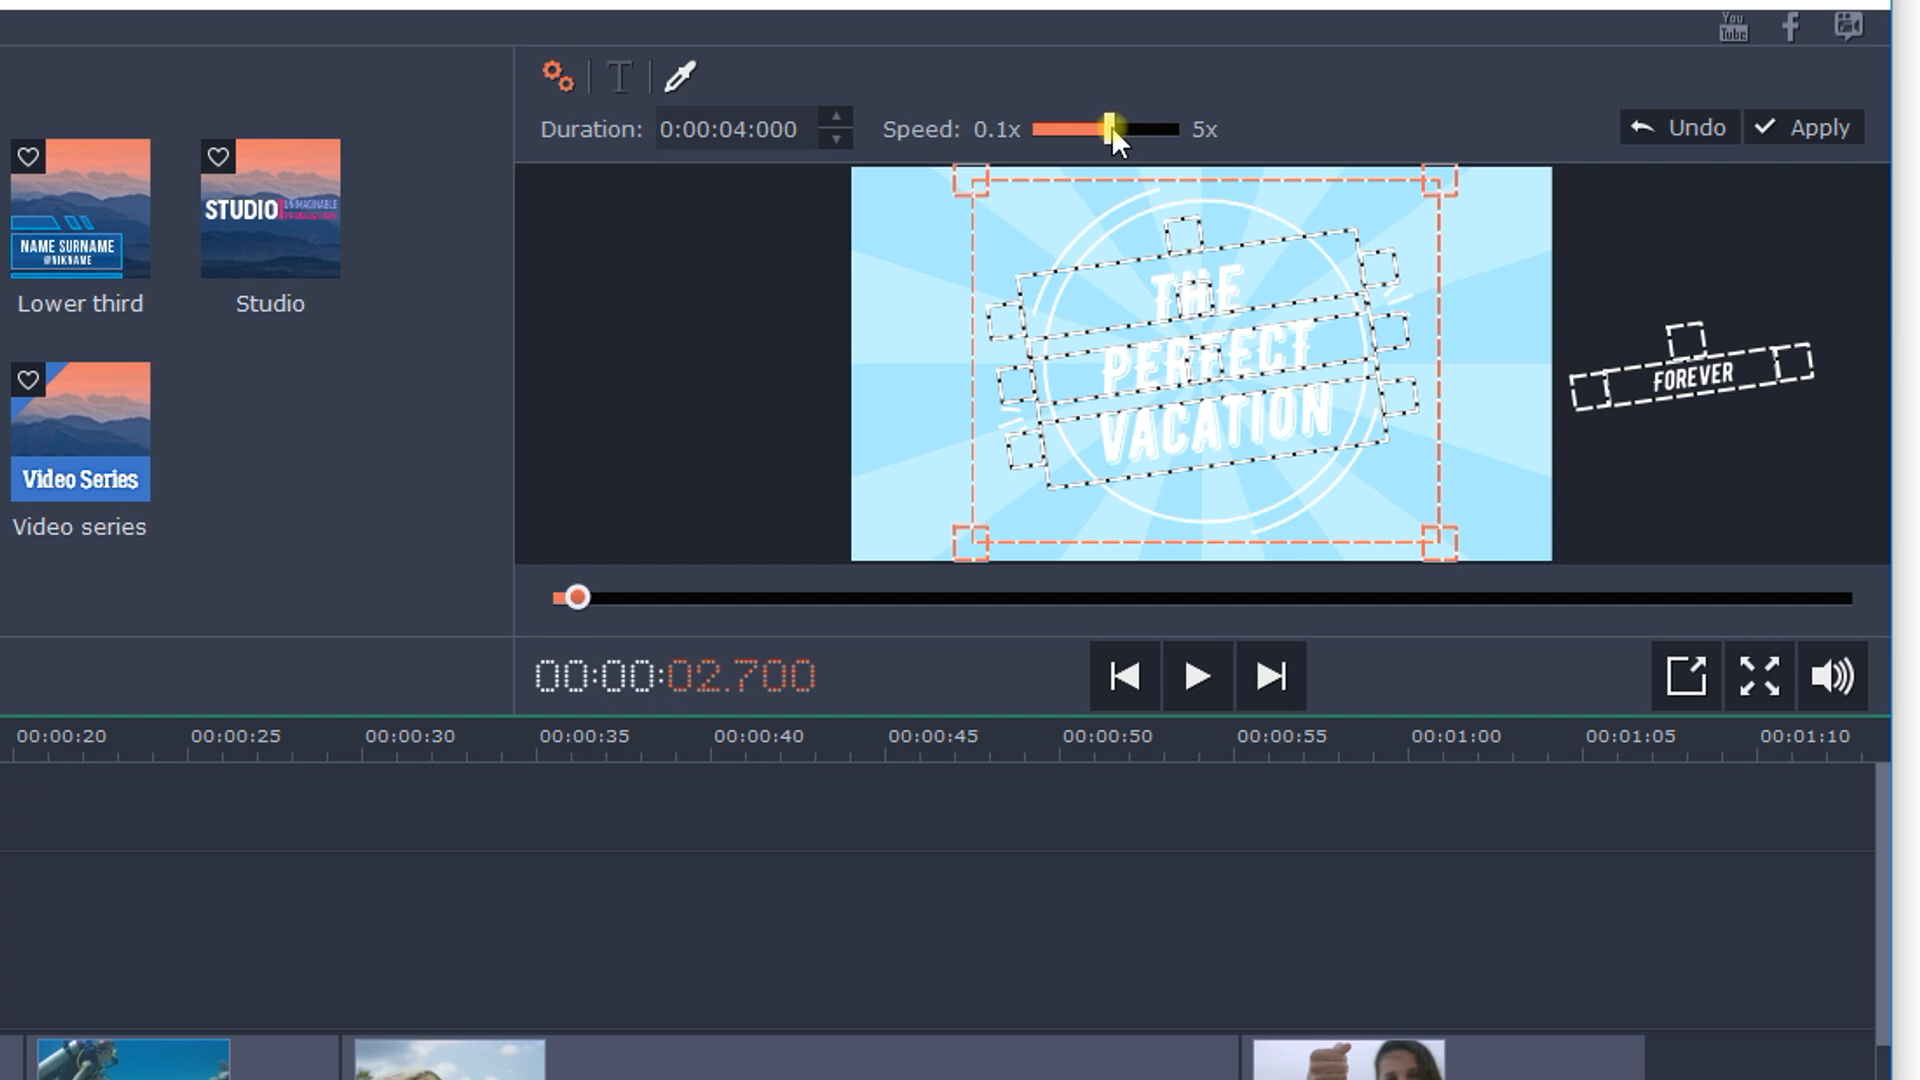 You
Tube
Duration: 0:00:04:000 Speed: 0.1x 5x
Undo Apply
NAME SURNAME
@NIKNAME
STUDIO UNIMAGINABLE
PRODUCTION
Lower third Studio
THE
PERFECT
VACATION
FOREVER
Video Series
Video series
00:00:02.700
00:00:20 00:00:25 00:00:30 00:00:35 00:00:40 00:00:45 00:00:50 00:00:55 00:01:00 00:01:05 00:01:10